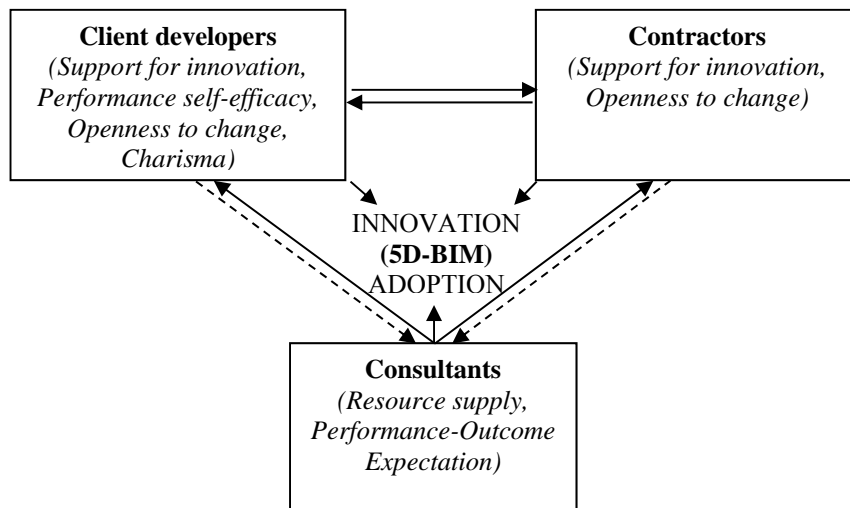 Client developers
(Support for innovation,
Performance self-efficacy,
Openness to change,
Charisma)
Contractors
(Support for innovation,
Openness to change)
INNOVATION
(5D-BIM)
ADOPTION
Consultants
(Resource supply,
Performance-Outcome
Expectation)